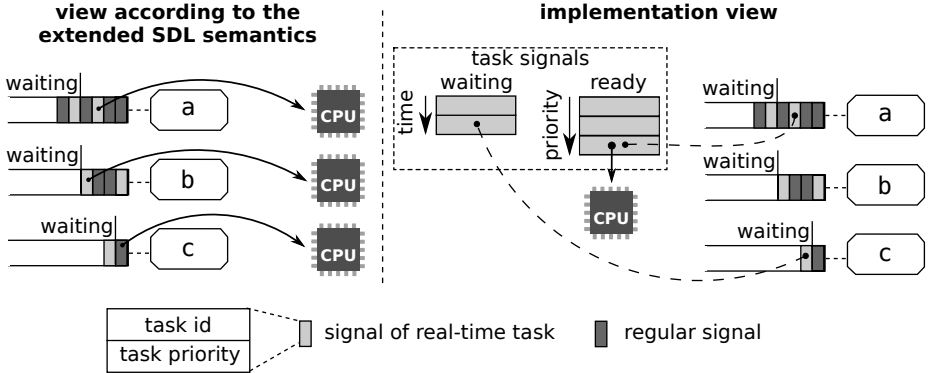 view according to the
extended SDL semantics
waiting
a
CPU
waiting
b
CPU
waiting
c
CPU
implementation view
task signals
waiting
ready
time
priority
CPU
waiting
a
waiting
b
waiting
c
task id
task priority
signal of real-time task
regular signal